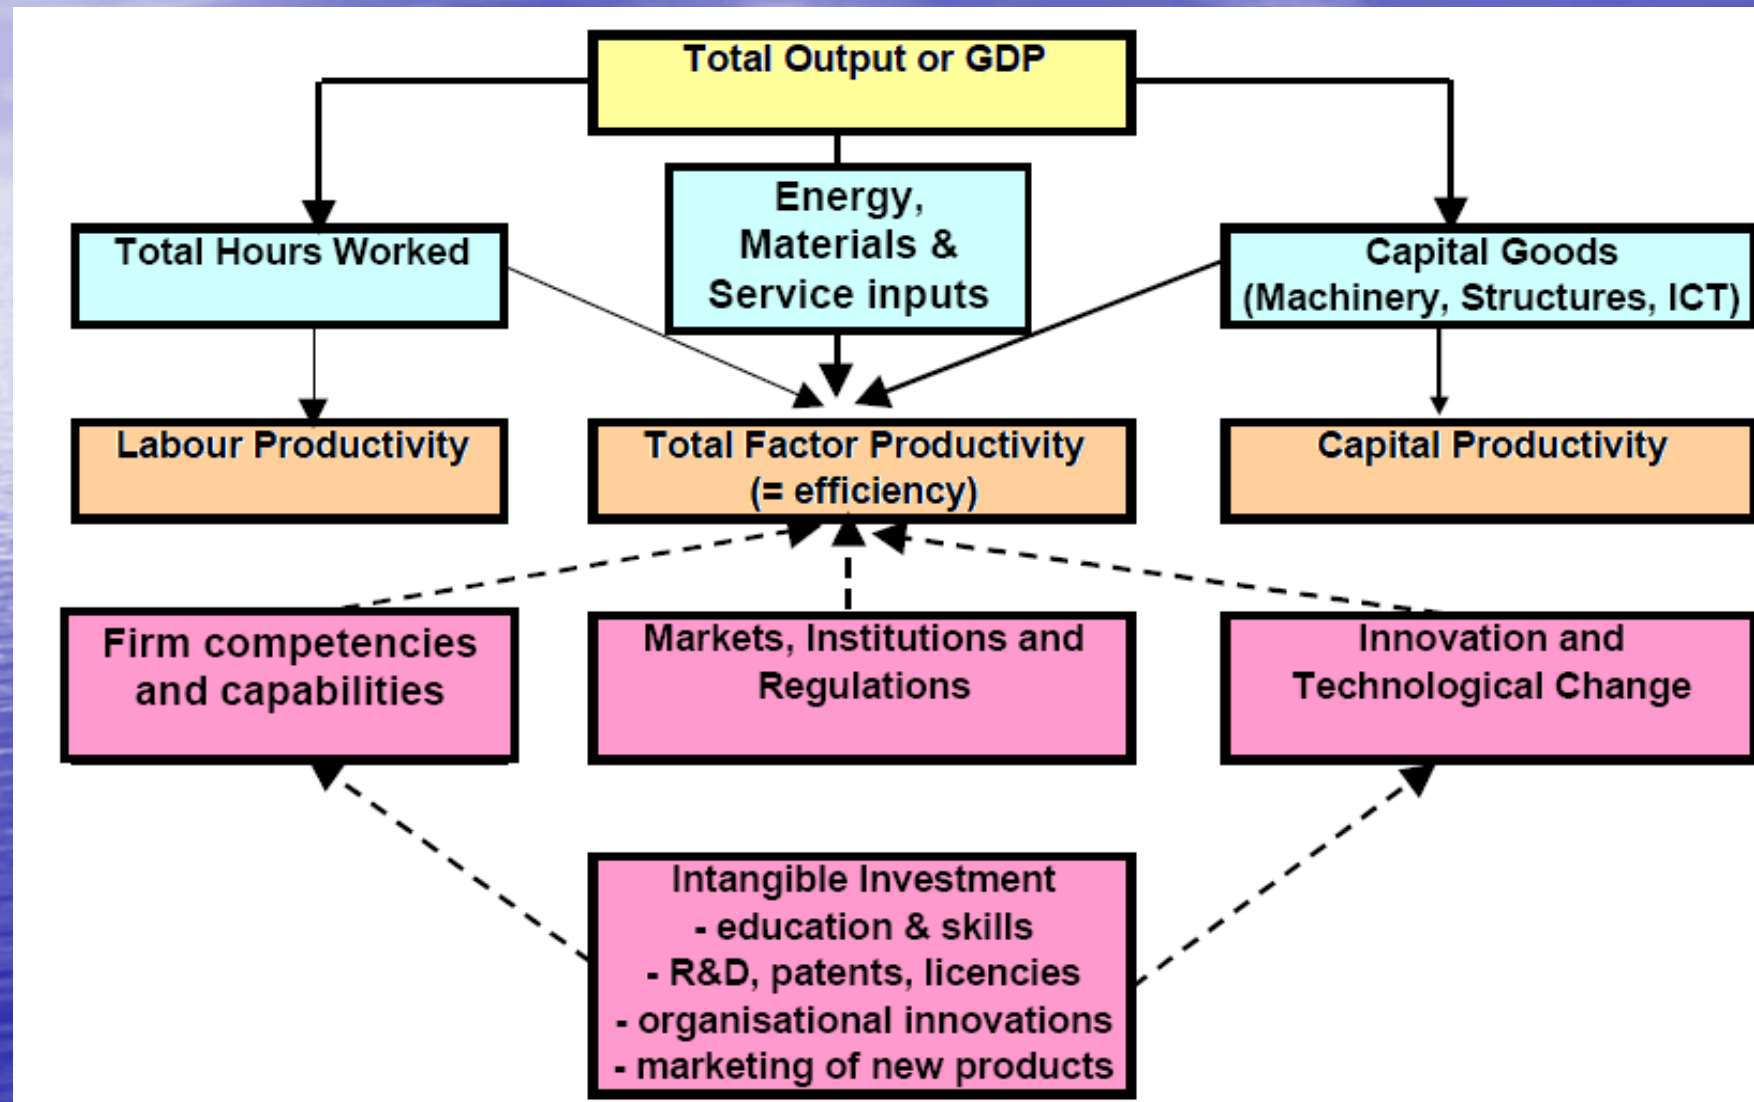 Total Output or GDP
Energy,
Materials &
Service inputs
Total Hours Worked
Capital Goods
(Machinery, Structures, ICT)
Labour Productivity
Total Factor Productivity
(= efficiency)
Capital Productivity
Firm competencies
and capabilities
Markets, Institutions and
Regulations
Innovation and
Technological Change
Intangible Investment
- education & skills
- R&D, patents, licencies
- organisational innovations
- marketing of new products